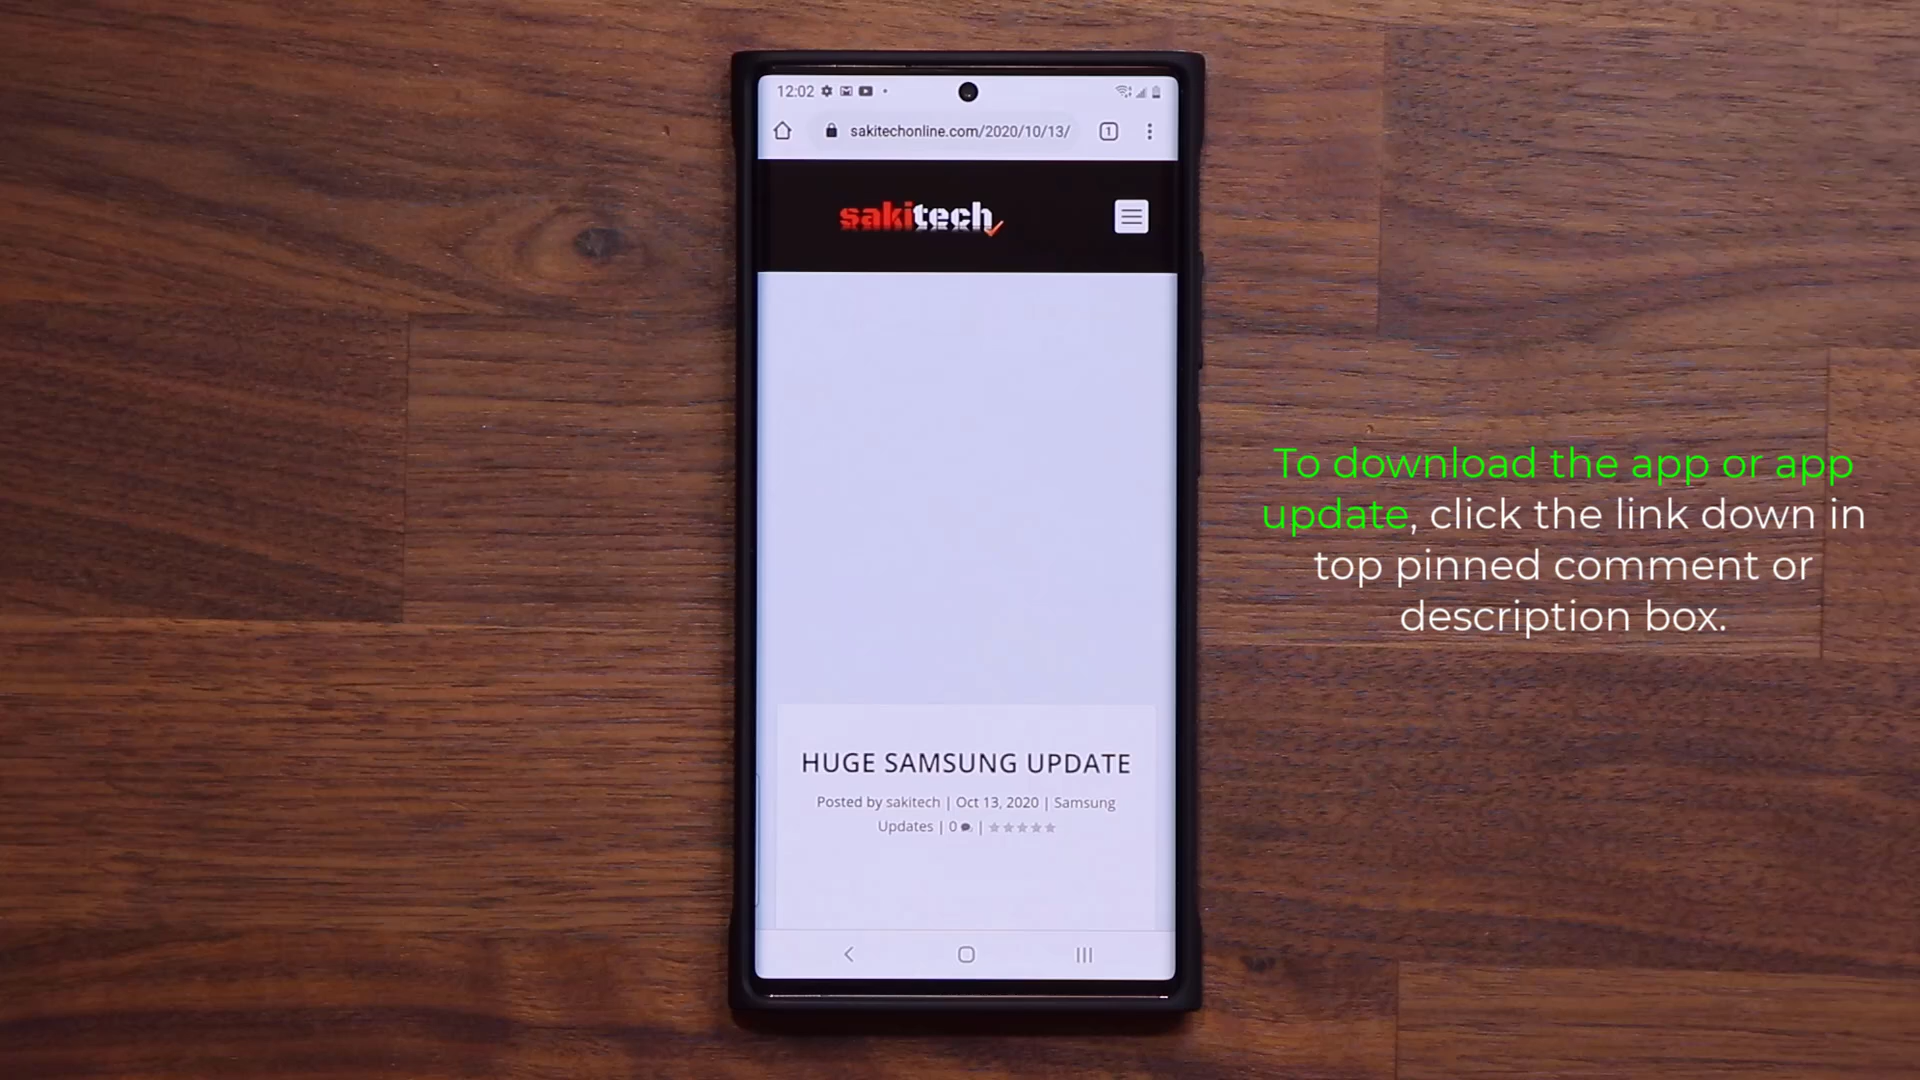 12:02
sakitechonline.com/2020/10/13/
1
sakitech
HUGE SAMSUNG UPDATE
Posted by sakitech | Oct 13, 2020 | Samsung
Updates | 0 |
To download the app or app
update, click the link down in
top pinned comment or
description box.